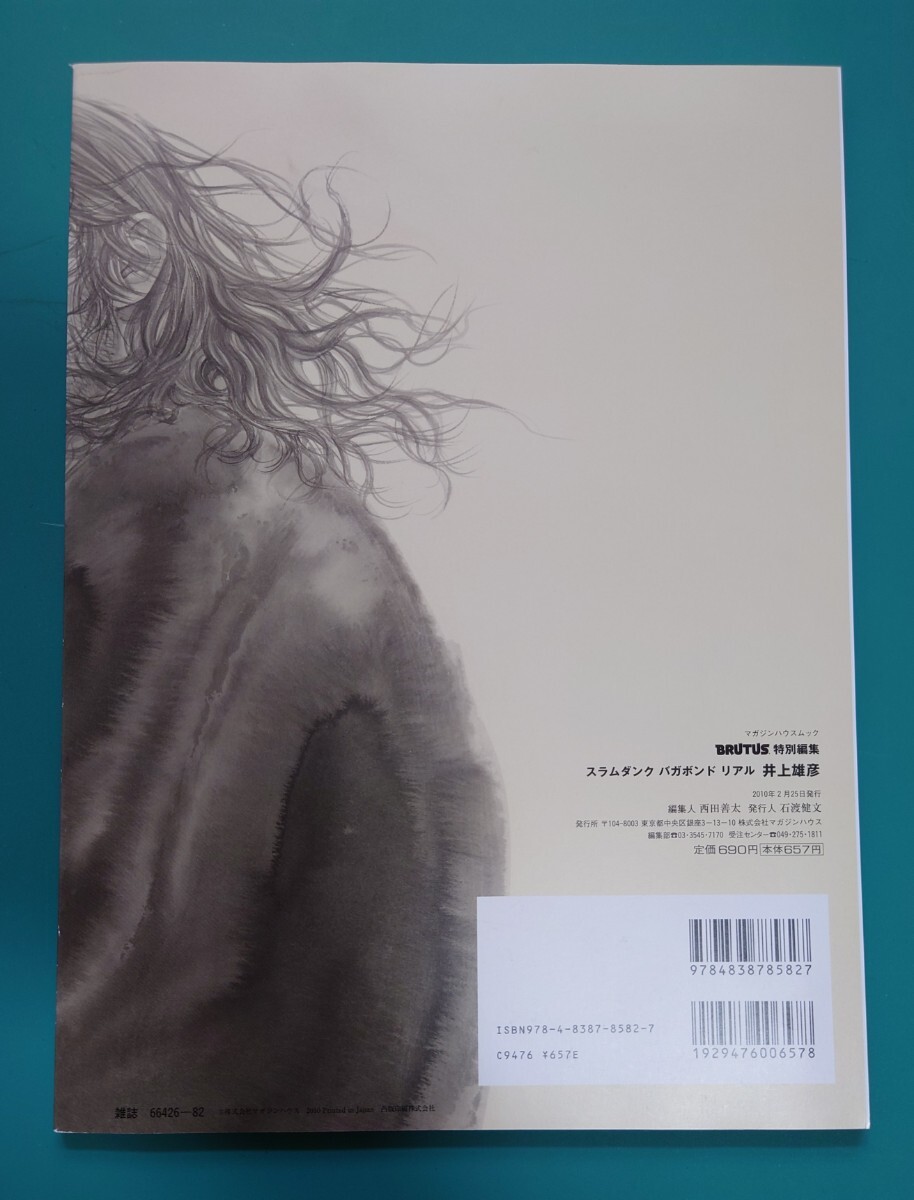 マガジンハウスムック
BRUTUS 特別編集
スラムダンク バガボンド リアル 井上雄彦
2010年2月25日発行
編集人 西田善太 発行人 石渡健文
発行所 〒104-8003 東京都中央区銀座3-13-10 株式会社マガジンハウス
編集部☎03・3545・7170 受注センター☎049・275・1811
定価690円 本体657円
9784838785827
ISBN978-4-8387-8582-7
C9476 ¥657E
1929476006578
雑誌 66426-82 2010 Printed in Japan